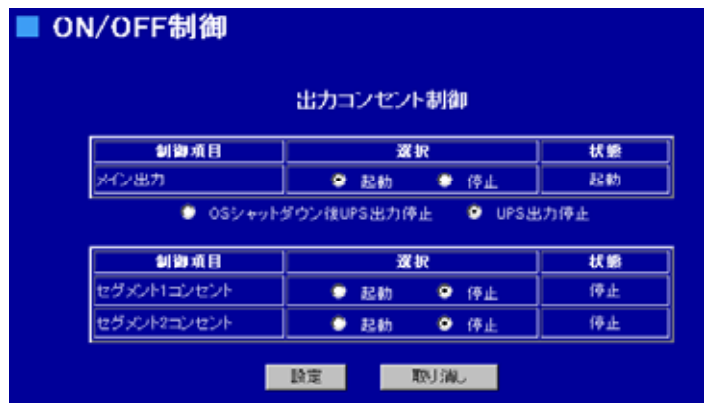 ON/OFF制御
出力コンセント制御
制御項目 選択 状態
メイン出力 起動 停止 起動
OSシャットダウン後UPS出力停止 UPS出力停止
制御項目 選択 状態
セグメント1コンセント 起動 停止 停止
セグメント2コンセント 起動 停止 停止
設定 取り消し